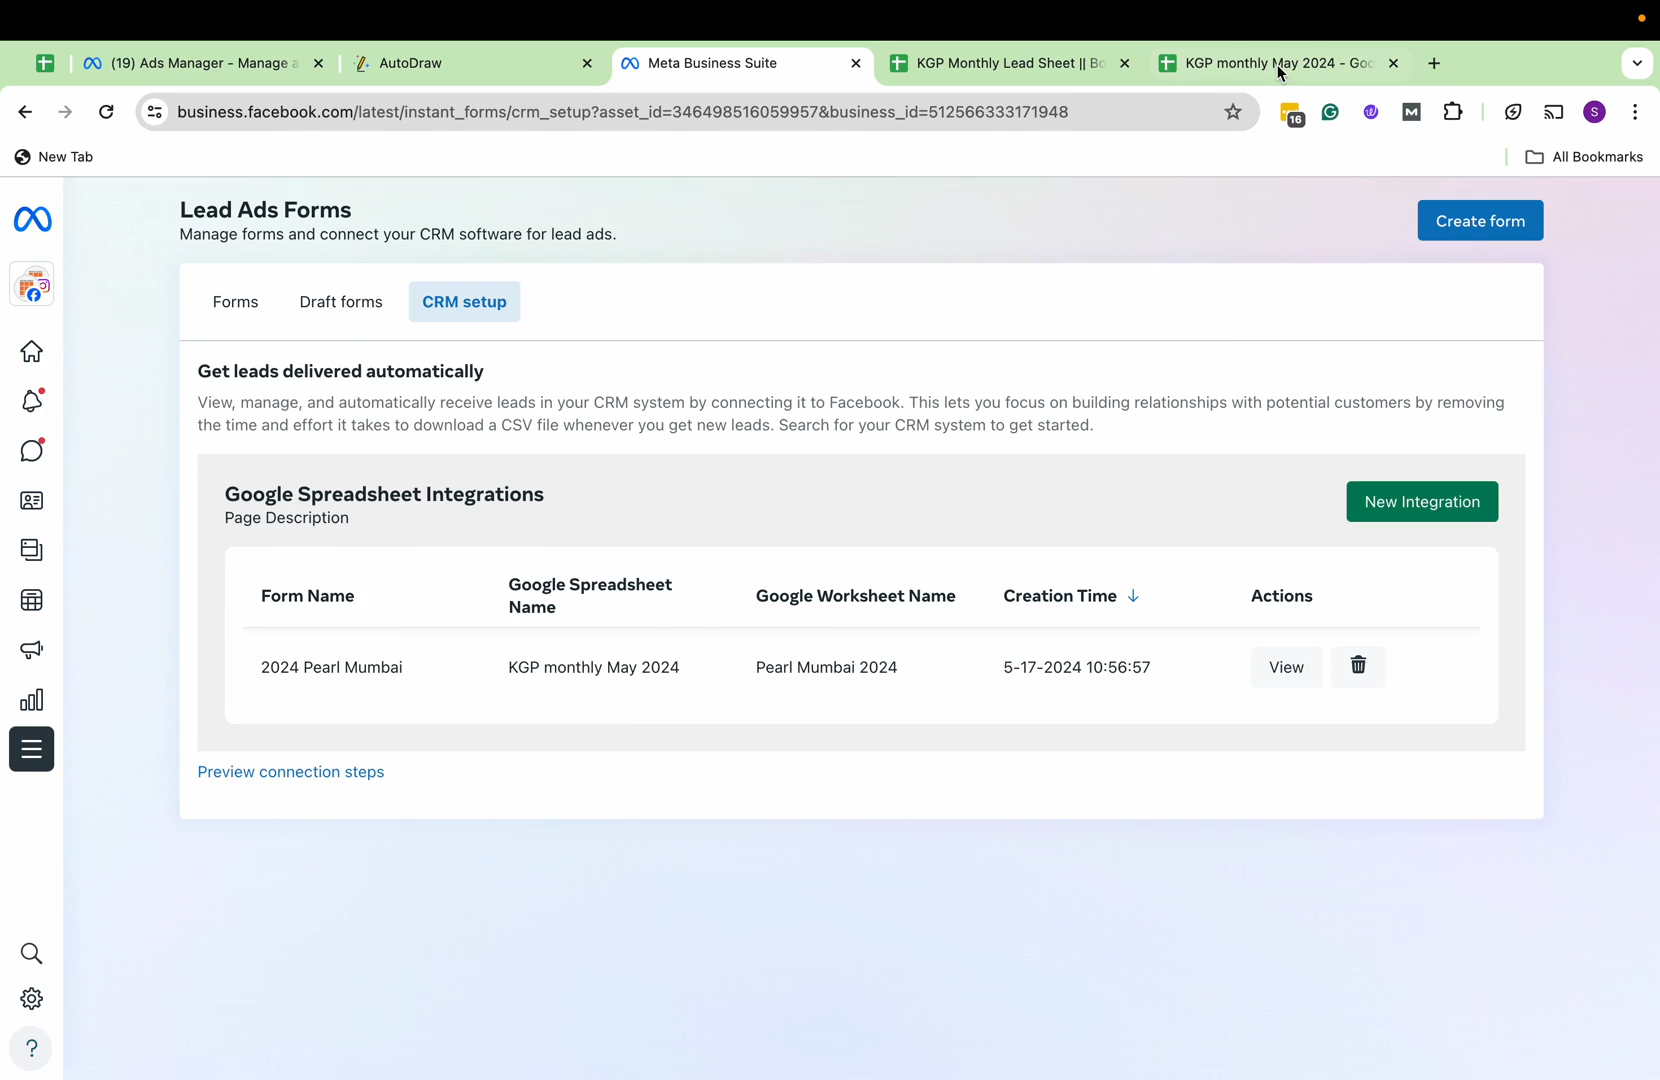 (19) Ads Manager - Manage a
AutoDraw
Meta Business Suite
KGP Monthly Lead Sheet || Bo
KGP monthly May 2024 - Goo
business.facebook.com/latest/instant_forms/crm_setup?asset_id=346498516059957&business_id=512566333171948
16
M
S
New Tab
All Bookmarks
Lead Ads Forms
Manage forms and connect your CRM software for lead ads.
Create form
Forms
Draft forms
CRM setup
Get leads delivered automatically
View, manage, and automatically receive leads in your CRM system by connecting it to Facebook. This lets you focus on building relationships with potential customers by removing
the time and effort it takes to download a CSV file whenever you get new leads. Search for your CRM system to get started.
Google Spreadsheet Integrations
Page Description
New Integration
Form Name
Google Spreadsheet
Name
Google Worksheet Name
Creation Time
Actions
2024 Pearl Mumbai
KGP monthly May 2024
Pearl Mumbai 2024
5-17-2024 10:56:57
View
Preview connection steps
?